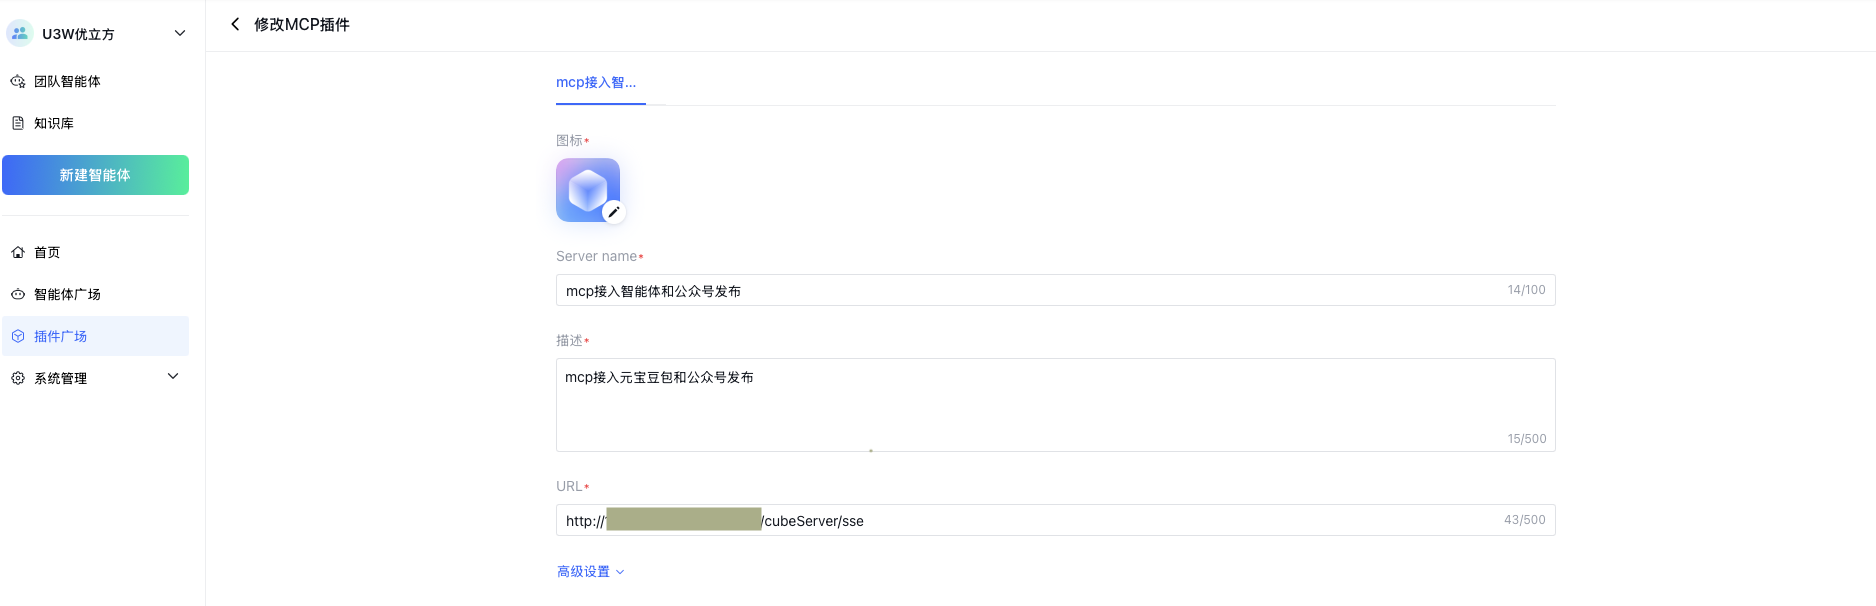 U3W优立方
团队智能体
知识库
新建智能体
首页
智能体广场
插件广场
系统管理
修改MCP插件
mcp接入智...
图标*
Server name*
mcp接入智能体和公众号发布
14/100
描述*
mcp接入元宝豆包和公众号发布
15/500
URL*
http:// /cubeServer/sse
43/500
高级设置